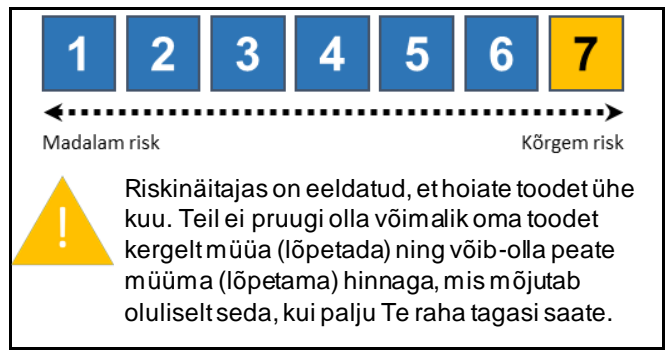 1 2 3 4 5 6 7
Madalam risk Kõrgem risk
!
Riskinäitajas on eeldatud, et hoiate toodet ühe
kuu. Teil ei pruugi olla võimalik oma toodet
kergelt müüa (lõpetada) ning võib-olla peate
müüma (lõpetama) hinnaga, mis mõjutab
oluliselt seda, kui palju Te raha tagasi saate.